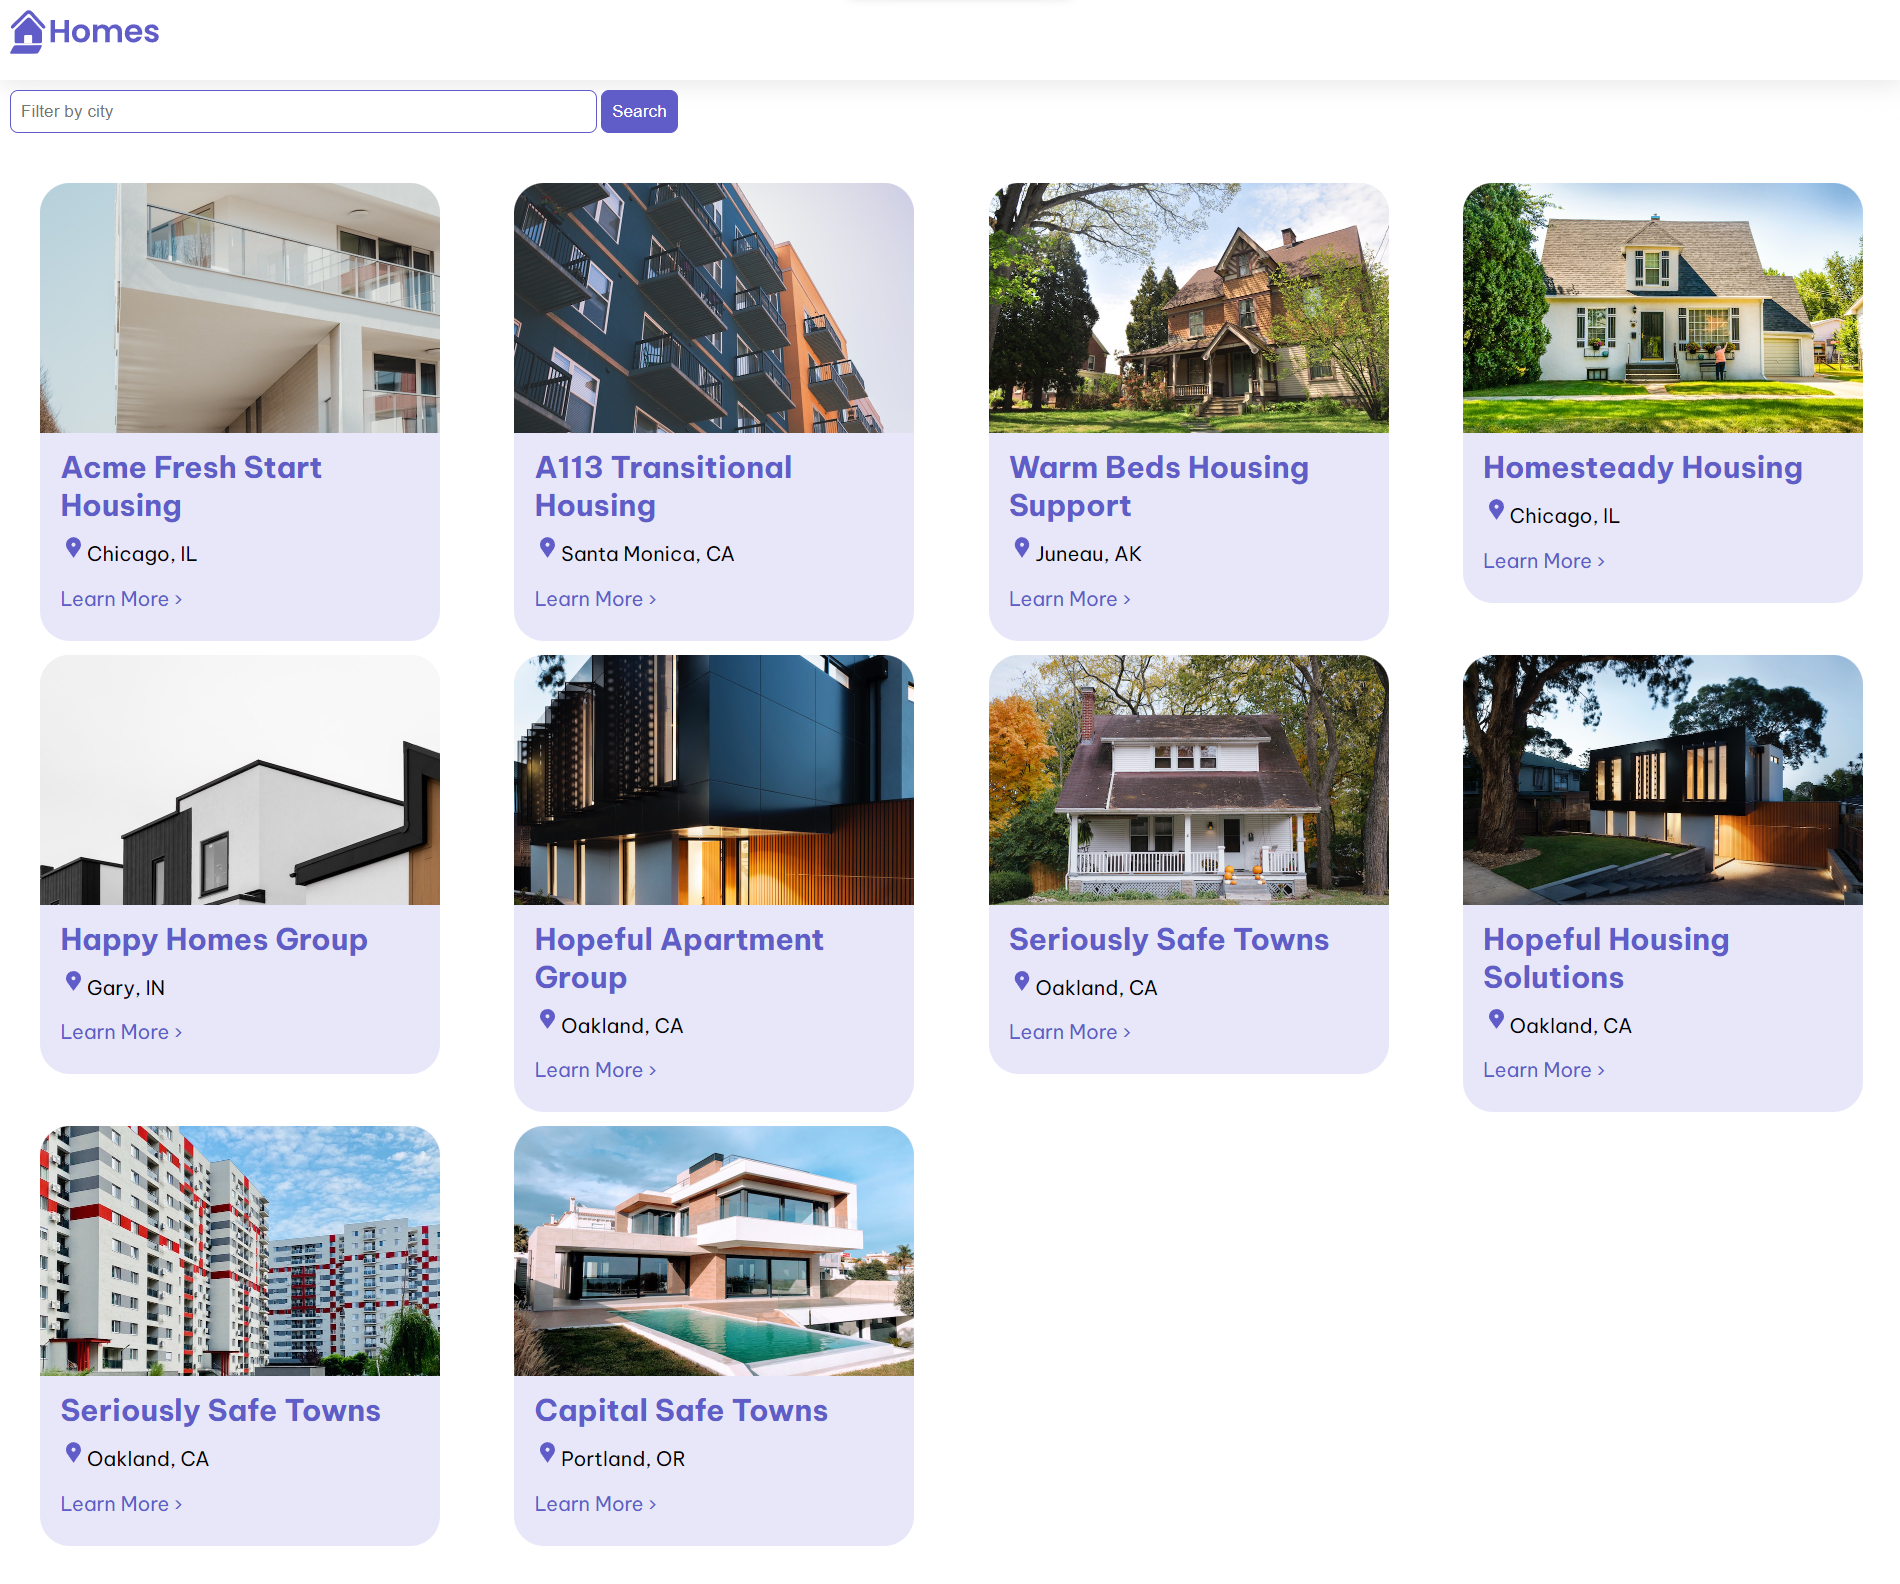 Homes
Filter by city
Search
Acme Fresh Start
Housing
Chicago, IL
Learn More >
A113 Transitional
Housing
Santa Monica, CA
Learn More >
Warm Beds Housing
Support
Juneau, AK
Learn More >
Homesteady Housing
Chicago, IL
Learn More >
Happy Homes Group
Gary, IN
Learn More >
Hopeful Apartment
Group
Oakland, CA
Learn More >
Seriously Safe Towns
Oakland, CA
Learn More >
Hopeful Housing
Solutions
Oakland, CA
Learn More >
Seriously Safe Towns
Oakland, CA
Learn More >
Capital Safe Towns
Portland, OR
Learn More >